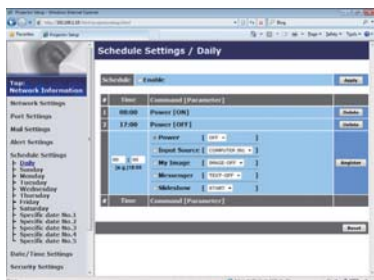 Schedule Settings / Daily
Top:
Network Information
Network Settings
Port Settings
Mail Settings
Alert Settings
Schedule Settings
Daily
Sunday
Monday
Tuesday
Wednesday
Thursday
Friday
Saturday
Specific date No.1
Specific date No.2
Specific date No.3
Specific date No.4
Specific date No.5
Date/Time Settings
Security Settings
Schedule Enable Apply
# Time Command [Parameter]
1 08:00 Power [ON] Delete
2 17:00 Power [OFF] Delete
Power [ OFF ]
Input Source [ COMPUTER IN1 ]
My Image [ IMAGE-OFF ]
Messenger [ TEXT-OFF ]
Slideshow [ START ]
Register
# Time Command [Parameter]
Reset